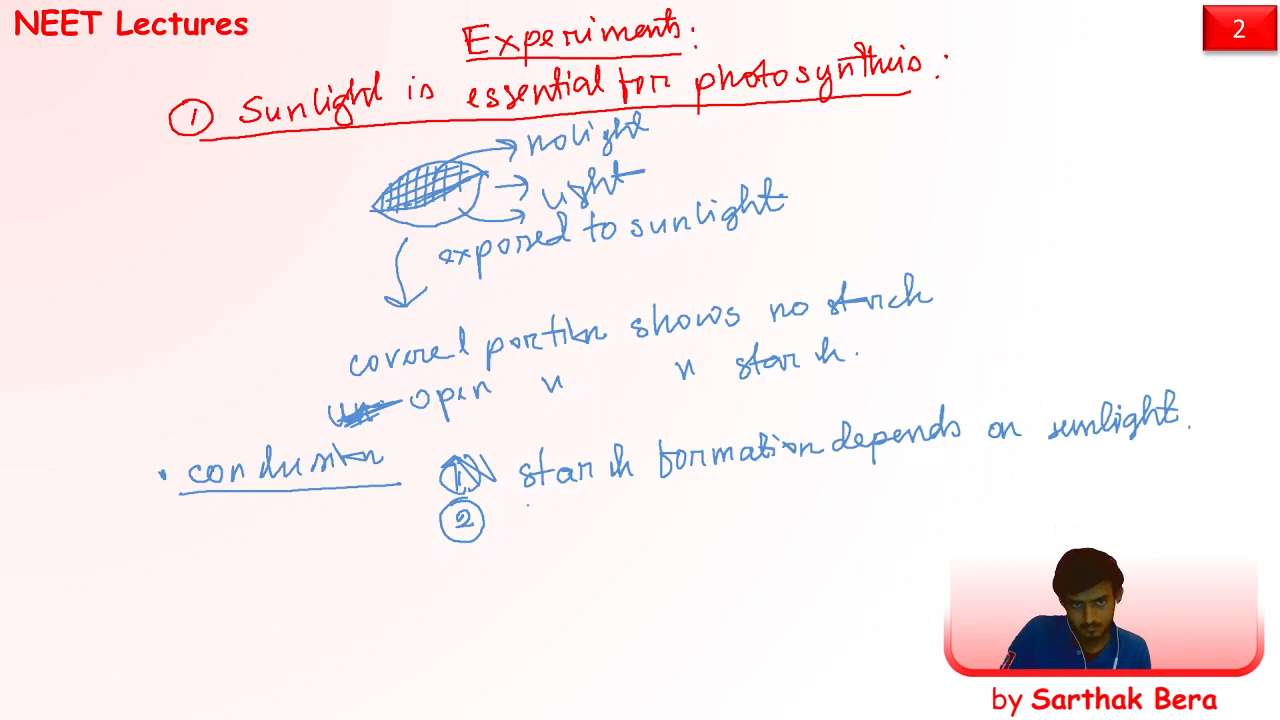 NEET Lectures
2
Experiments:
① Sunlight is essential for photosynthesis:
no light
light
exposed to sunlight
covered portion shows no starch
open " " starch.
• conclusion ① starch formation depends on sunlight.
②
by Sarthak Bera